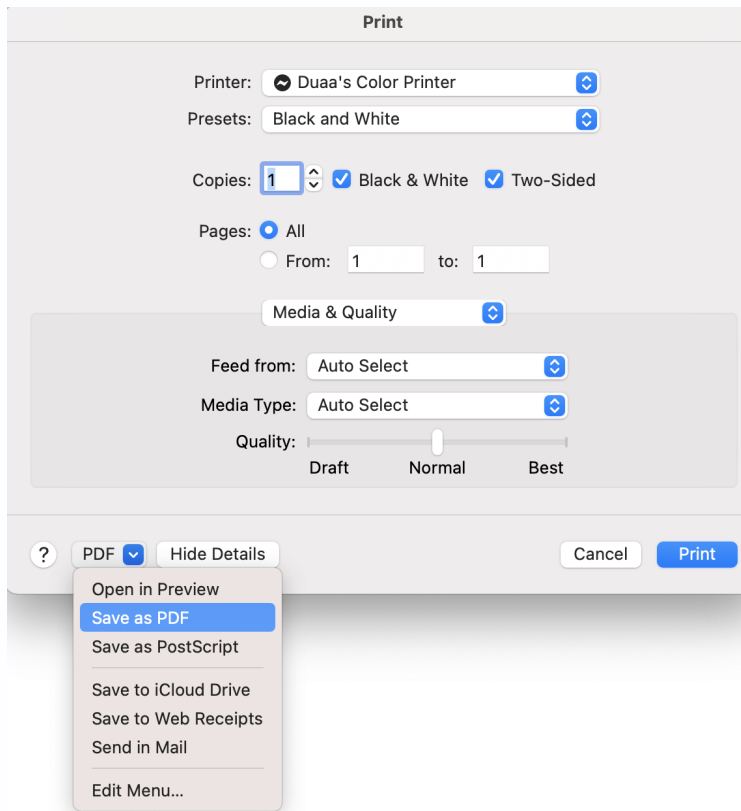 Print
Printer: Duaa's Color Printer
Presets: Black and White
Copies: 1 Black & White Two-Sided
Pages: All
From: 1 to: 1
Media & Quality
Feed from: Auto Select
Media Type: Auto Select
Quality:
Draft Normal Best
? PDF Hide Details Cancel Print
Open in Preview
Save as PDF
Save as PostScript
Save to iCloud Drive
Save to Web Receipts
Send in Mail
Edit Menu...